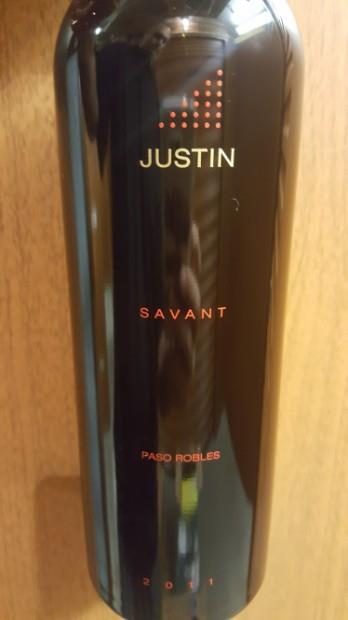 JUSTIN
SAVANT
PASO ROBLES
2011